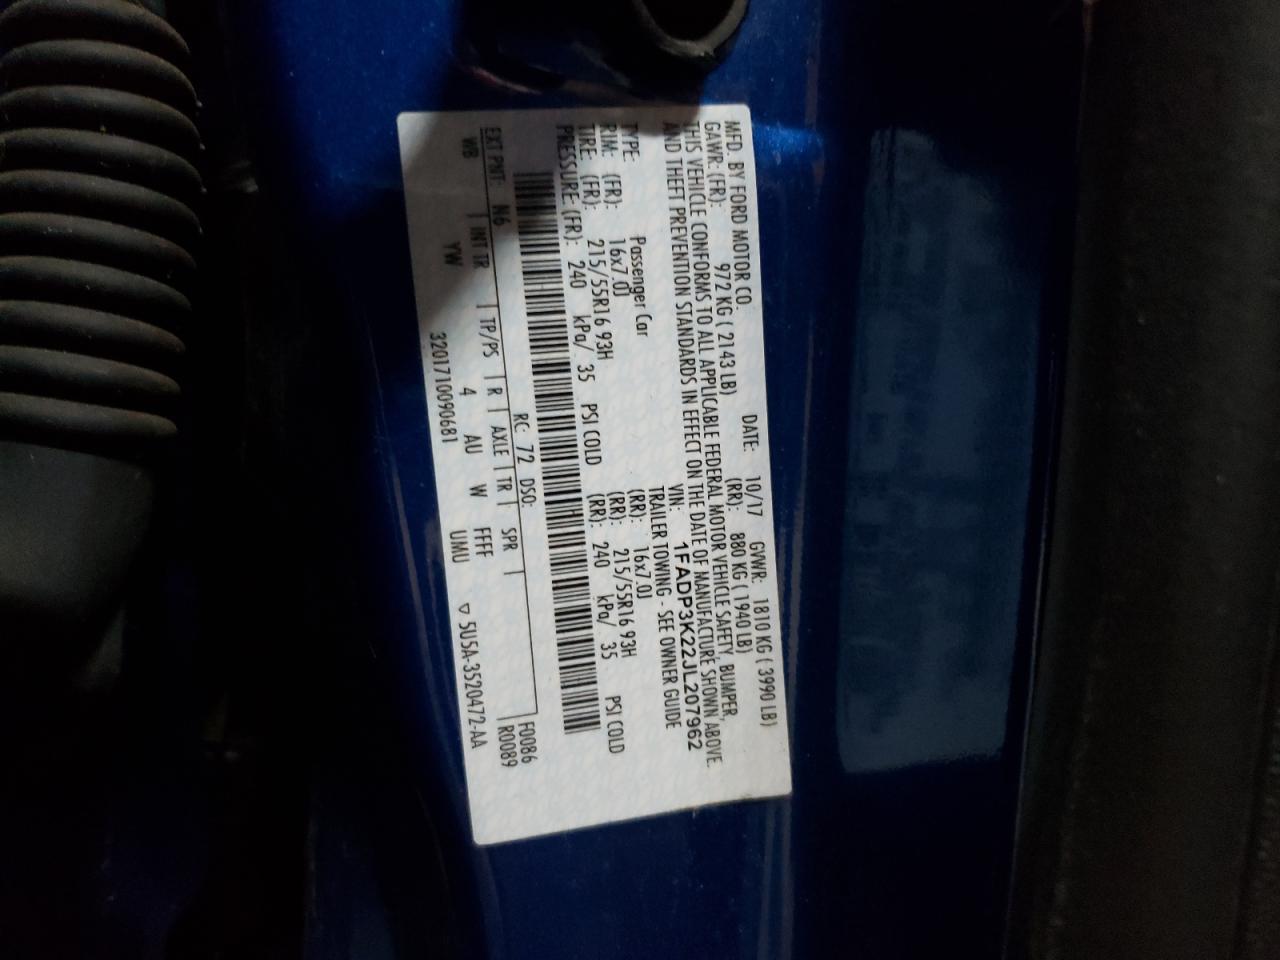 MFD. BY FORD MOTOR CO.
DATE: 10/17 GVWR: 1810 KG ( 3990 LB)
GAWR: (FR): 972 KG ( 2143 LB) (RR): 880 KG ( 1940 LB)
THIS VEHICLE CONFORMS TO ALL APPLICABLE FEDERAL MOTOR VEHICLE SAFETY, BUMPER,
AND THEFT PREVENTION STANDARDS IN EFFECT ON THE DATE OF MANUFACTURE SHOWN ABOVE.
VIN: 1FADP3K22JL207962
TYPE: Passenger Car TRAILER TOWING - SEE OWNER GUIDE
RIM: (FR): 16x7.0J (RR): 16x7.0J
TIRE: (FR): 215/55R16 93H (RR): 215/55R16 93H
PRESSURE: (FR): 240 kPa/ 35 PSI COLD (RR): 240 kPa/ 35 PSI COLD
RC: 72 DSO: F0086
EXT PNT: N6 R0089
WB | INT TR | TP/PS | R | AXLE | TR | SPR |
YW 4 AU W FFFF
3201710090681 UMU ▽ 5U5A-3520472-AA